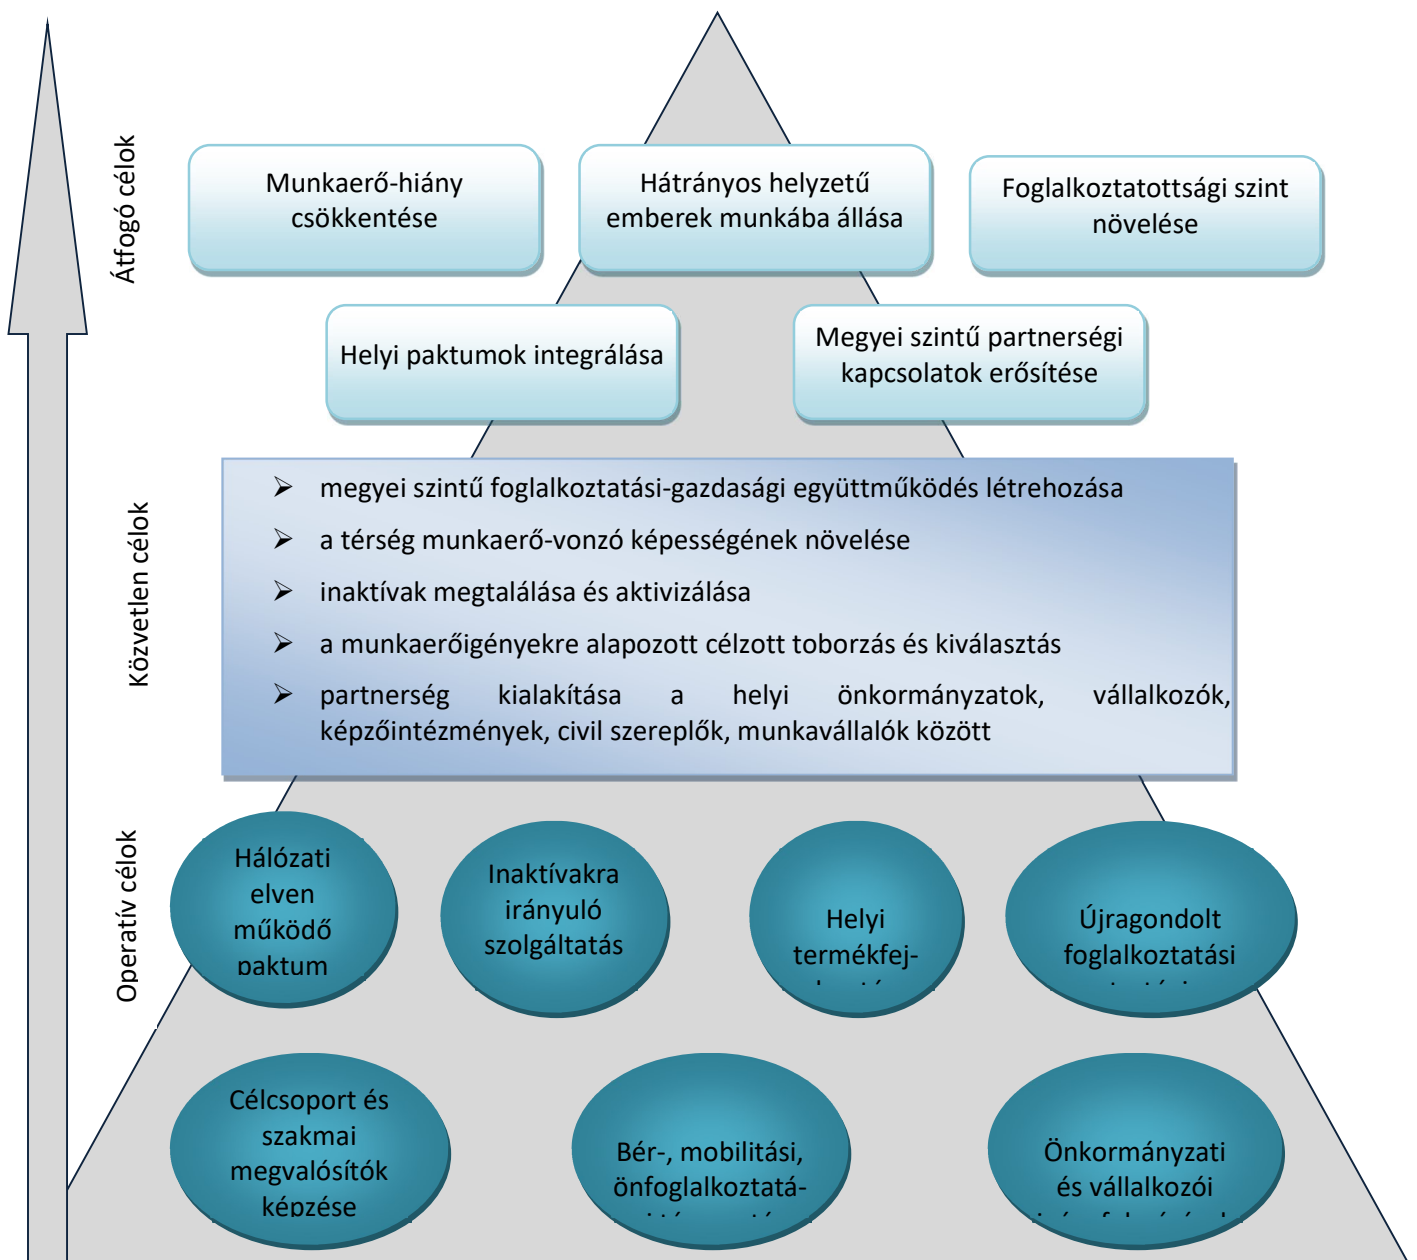 Átfogó célok
Munkaerő-hiány
csökkentése
Hátrányos helyzetű
emberek munkába állása
Foglalkoztatottsági szint
növelése
Helyi paktumok integrálása
Megyei szintű partnerségi
kapcsolatok erősítése
Közvetlen célok
megyei szintű foglalkoztatási-gazdasági együttműködés létrehozása
a térség munkaerő-vonzó képességének növelése
inaktívak megtalálása és aktivizálása
a munkaerőigényekre alapozott célzott toborzás és kiválasztás
partnerség kialakítása a helyi önkormányzatok, vállalkozók,
képzőintézmények, civil szereplők, munkavállalók között
Operatív célok
Hálózati
elven
működő
paktum
Inaktívakra
irányuló
szolgáltatás
Helyi
termékfej-
Újragondolt
foglalkoztatási
Célcsoport és
szakmai
megvalósítók
képzése
Bér-, mobilitási,
önfoglalkoztatá-
Önkormányzati
és vállalkozói